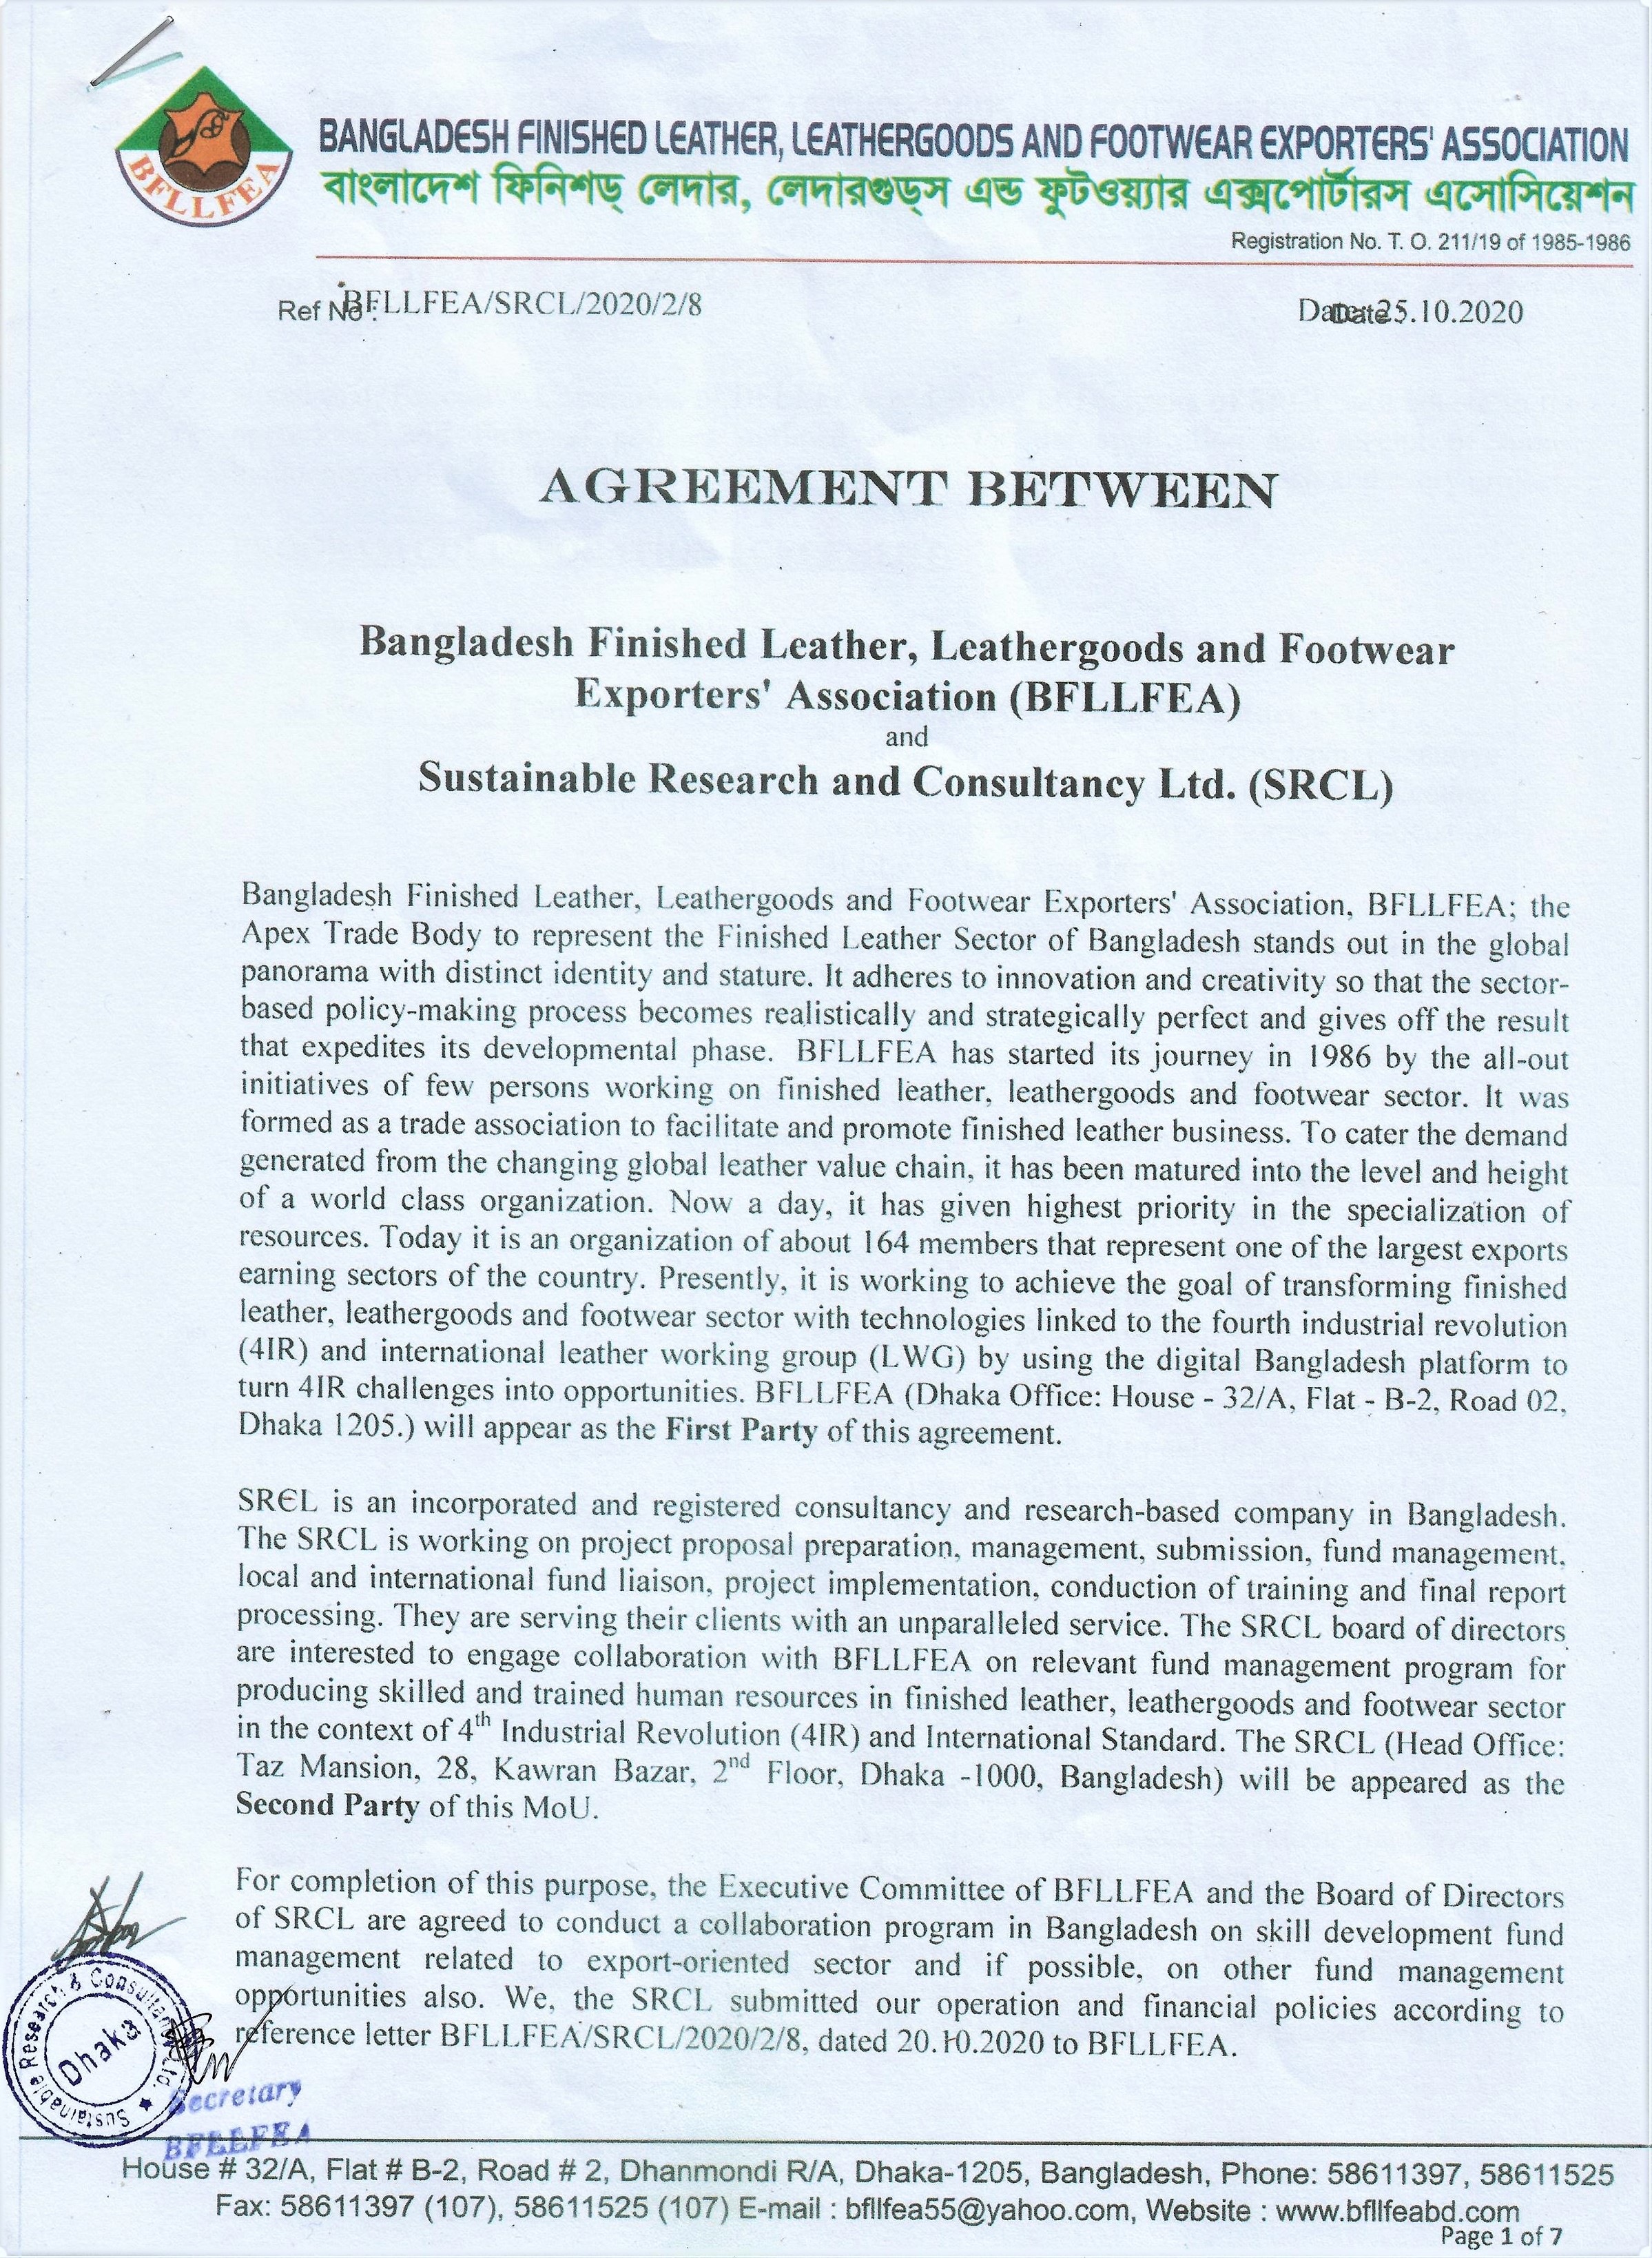 BFLLFEA
BANGLADESH FINISHED LEATHER, LEATHERGOODS AND FOOTWEAR EXPORTERS' ASSOCIATION
বাংলাদেশ ফিনিশড্ লেদার, লেদারগুড্স এন্ড ফুটওয়্যার এক্সপোর্টারস এসোসিয়েশন
Registration No. T. O. 211/19 of 1985-1986
Ref No : BFLLFEA/SRCL/2020/2/8 Date: 25.10.2020
AGREEMENT BETWEEN
Bangladesh Finished Leather, Leathergoods and Footwear
Exporters' Association (BFLLFEA)
and
Sustainable Research and Consultancy Ltd. (SRCL)
Bangladesh Finished Leather, Leathergoods and Footwear Exporters' Association, BFLLFEA; the
Apex Trade Body to represent the Finished Leather Sector of Bangladesh stands out in the global
panorama with distinct identity and stature. It adheres to innovation and creativity so that the sector-
based policy-making process becomes realistically and strategically perfect and gives off the result
that expedites its developmental phase. BFLLFEA has started its journey in 1986 by the all-out
initiatives of few persons working on finished leather, leathergoods and footwear sector. It was
formed as a trade association to facilitate and promote finished leather business. To cater the demand
generated from the changing global leather value chain, it has been matured into the level and height
of a world class organization. Now a day, it has given highest priority in the specialization of
resources. Today it is an organization of about 164 members that represent one of the largest exports
earning sectors of the country. Presently, it is working to achieve the goal of transforming finished
leather, leathergoods and footwear sector with technologies linked to the fourth industrial revolution
(4IR) and international leather working group (LWG) by using the digital Bangladesh platform to
turn 4IR challenges into opportunities. BFLLFEA (Dhaka Office: House - 32/A, Flat - B-2, Road 02,
Dhaka 1205.) will appear as the First Party of this agreement.
SRCL is an incorporated and registered consultancy and research-based company in Bangladesh.
The SRCL is working on project proposal preparation, management, submission, fund management,
local and international fund liaison, project implementation, conduction of training and final report
processing. They are serving their clients with an unparalleled service. The SRCL board of directors
are interested to engage collaboration with BFLLFEA on relevant fund management program for
producing skilled and trained human resources in finished leather, leathergoods and footwear sector
in the context of 4th Industrial Revolution (4IR) and International Standard. The SRCL (Head Office:
Taz Mansion, 28, Kawran Bazar, 2nd Floor, Dhaka -1000, Bangladesh) will be appeared as the
Second Party of this MoU.
For completion of this purpose, the Executive Committee of BFLLFEA and the Board of Directors
of SRCL are agreed to conduct a collaboration program in Bangladesh on skill development fund
management related to export-oriented sector and if possible, on other fund management
opportunities also. We, the SRCL submitted our operation and financial policies according to
reference letter BFLLFEA/SRCL/2020/2/8, dated 20.10.2020 to BFLLFEA.
Sustainable Research & Consultancy Ltd.
Dhaka
Secretary
BFLLFEA
House # 32/A, Flat # B-2, Road # 2, Dhanmondi R/A, Dhaka-1205, Bangladesh, Phone: 58611397, 58611525
Fax: 58611397 (107), 58611525 (107) E-mail : bfllfea55@yahoo.com, Website : www.bfllfeabd.com
Page 1 of 7